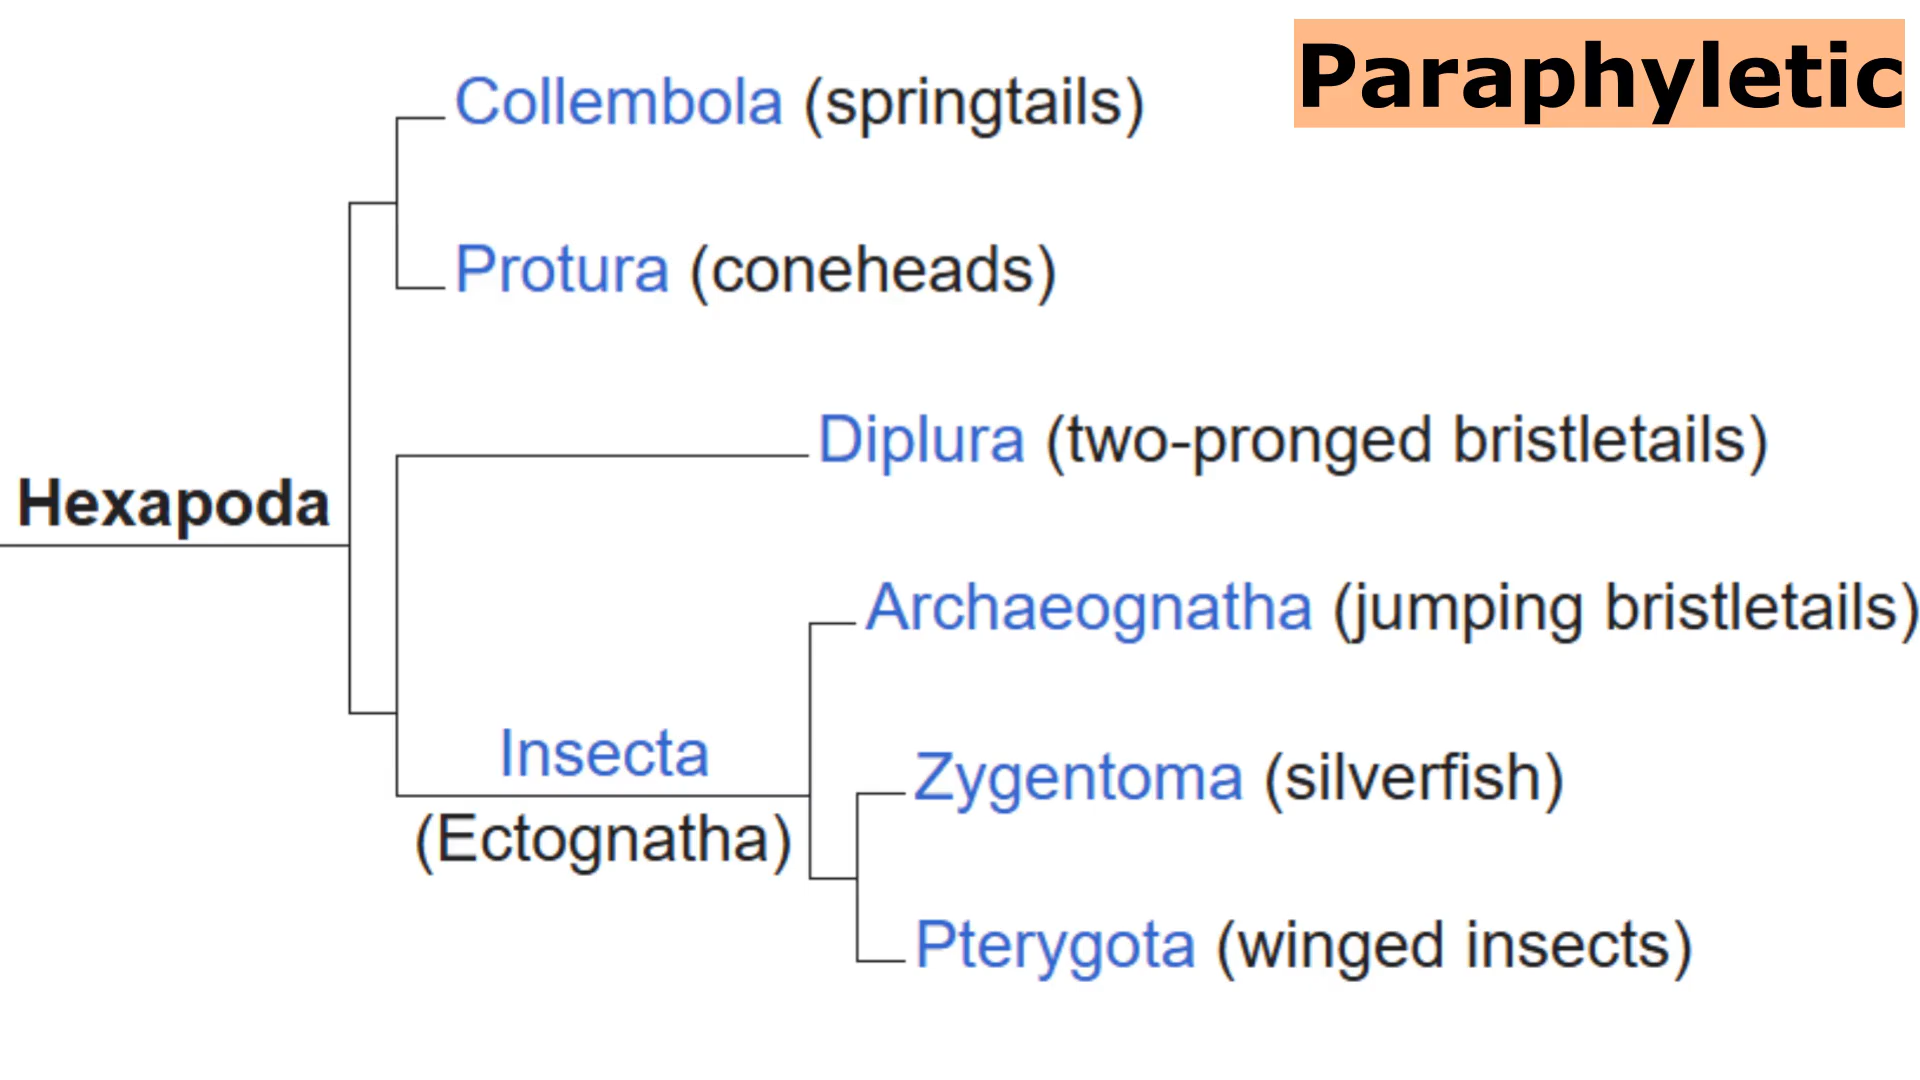 Paraphyletic
Collembola (springtails)
Protura (coneheads)
Diplura (two-pronged bristletails)
Hexapoda
Archaeognatha (jumping bristletails)
Insecta
(Ectognatha)
Zygentoma (silverfish)
Pterygota (winged insects)